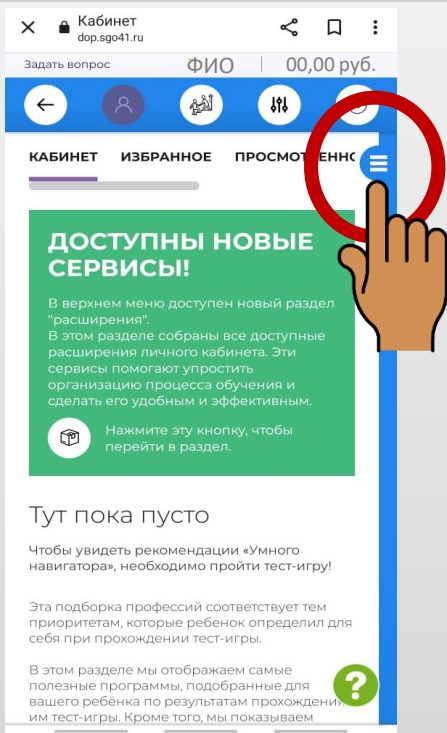 Кабинет
dop.sgo41.ru
Задать вопрос ФИО 00,00 руб.
КАБИНЕТ ИЗБРАННОЕ
ДОСТУПНЫ НОВЫЕ
СЕРВИСЫ!
В верхнем меню доступен новый раздел
"расширения".
В этом разделе собраны все доступные
расширения личного кабинета. Эти
сервисы помогают упростить
организацию процесса обучения и
сделать его удобным и эффективным.
Нажмите эту кнопку, чтобы
перейти в раздел.
Тут пока пусто
Чтобы увидеть рекомендации «Умного
навигатора», необходимо пройти тест-игру!
Эта подборка профессий соответствует тем
приоритетам, которые ребенок определил для
себя при прохождении тест-игры.
В этом разделе мы отображаем самые
полезные программы, подобранные для
вашего ребёнка по результатам прохождения
им тест-игры. Кроме того, мы показываем
?